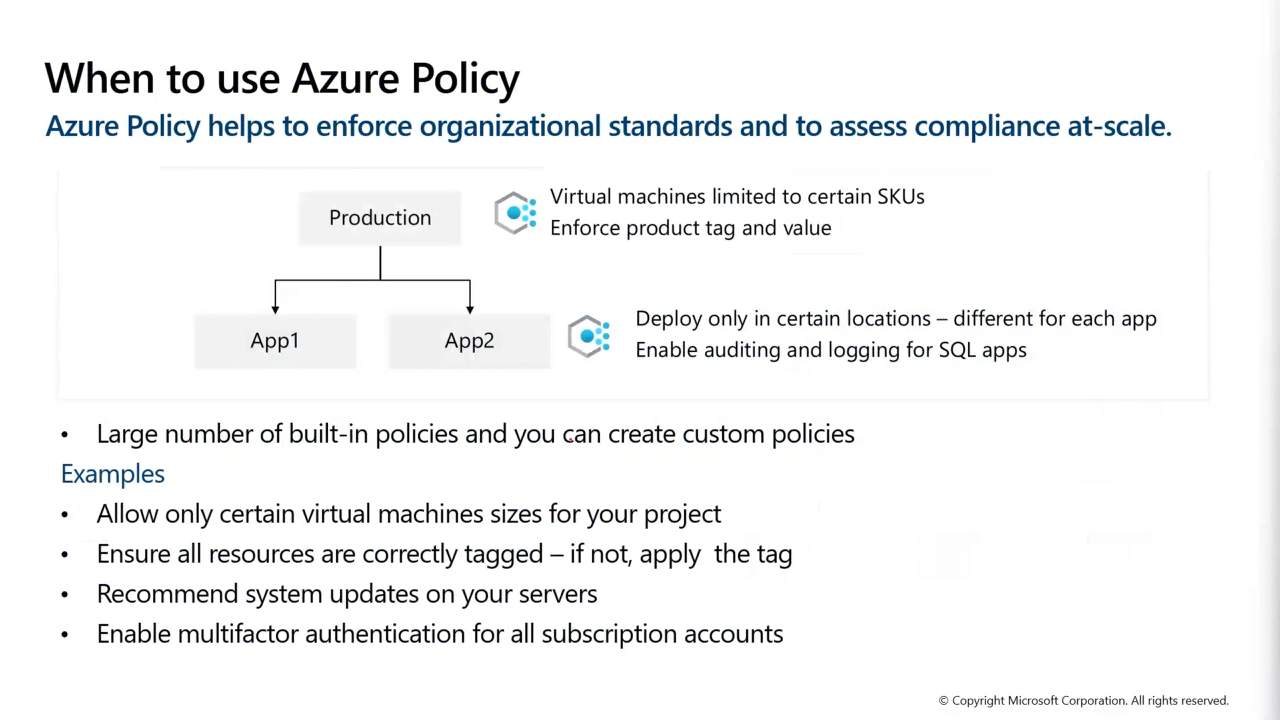 When to use Azure Policy
Azure Policy helps to enforce organizational standards and to assess compliance at-scale.
Production
Virtual machines limited to certain SKUs
Enforce product tag and value
App1
App2
Deploy only in certain locations – different for each app
Enable auditing and logging for SQL apps
• Large number of built-in policies and you can create custom policies
Examples
• Allow only certain virtual machines sizes for your project
• Ensure all resources are correctly tagged – if not, apply  the tag
• Recommend system updates on your servers
• Enable multifactor authentication for all subscription accounts
© Copyright Microsoft Corporation. All rights reserved.